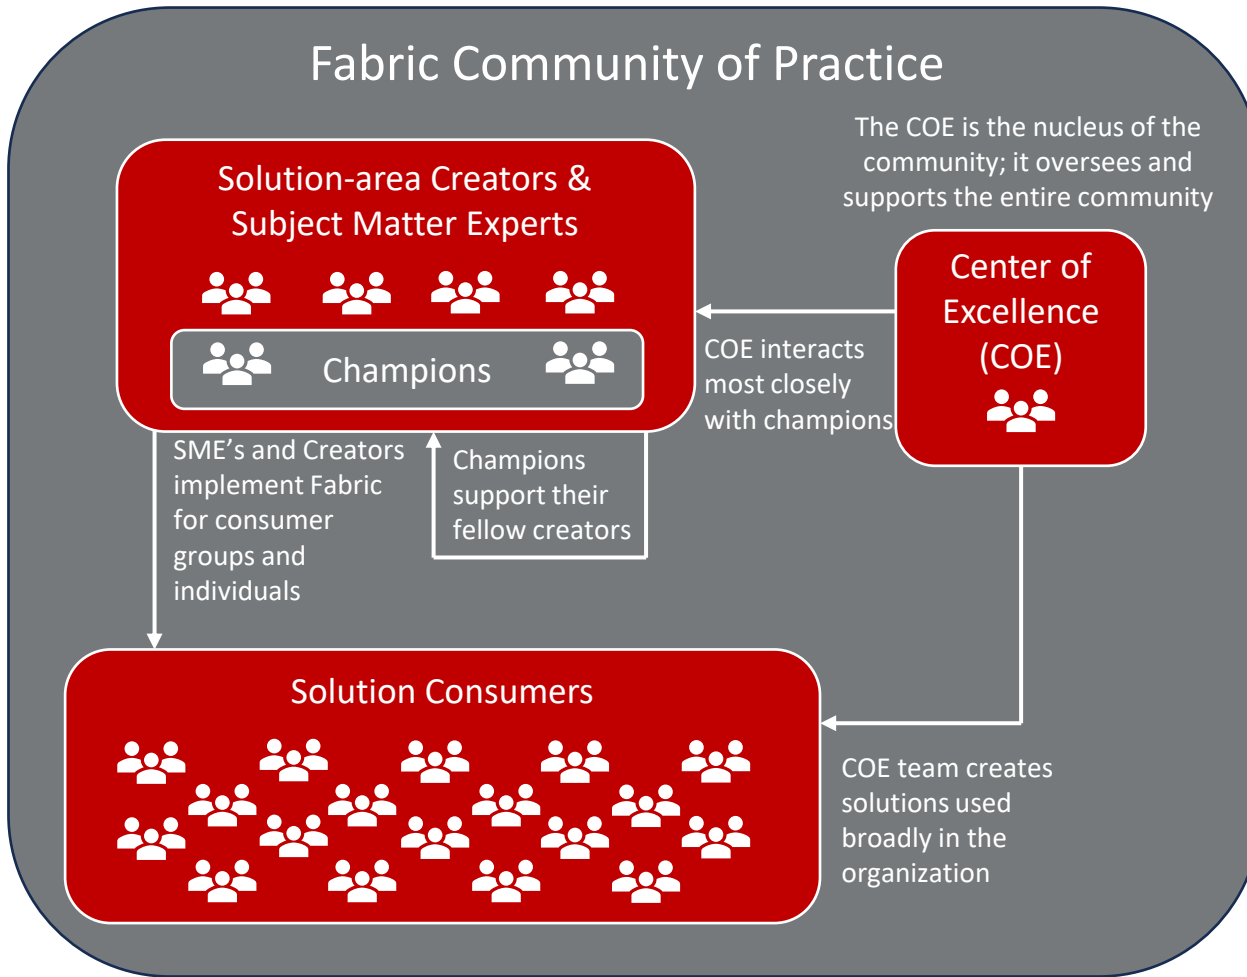 Fabric Community of Practice
The COE is the nucleus of the
community; it oversees and
supports the entire community
Solution-area Creators &
Subject Matter Experts
Champions
Center of
Excellence
(COE)
COE interacts
most closely
with champions
SME’s and Creators
implement Fabric
for consumer
groups and
individuals
Champions
support their
fellow creators
Solution Consumers
COE team creates
solutions used
broadly in the
organization